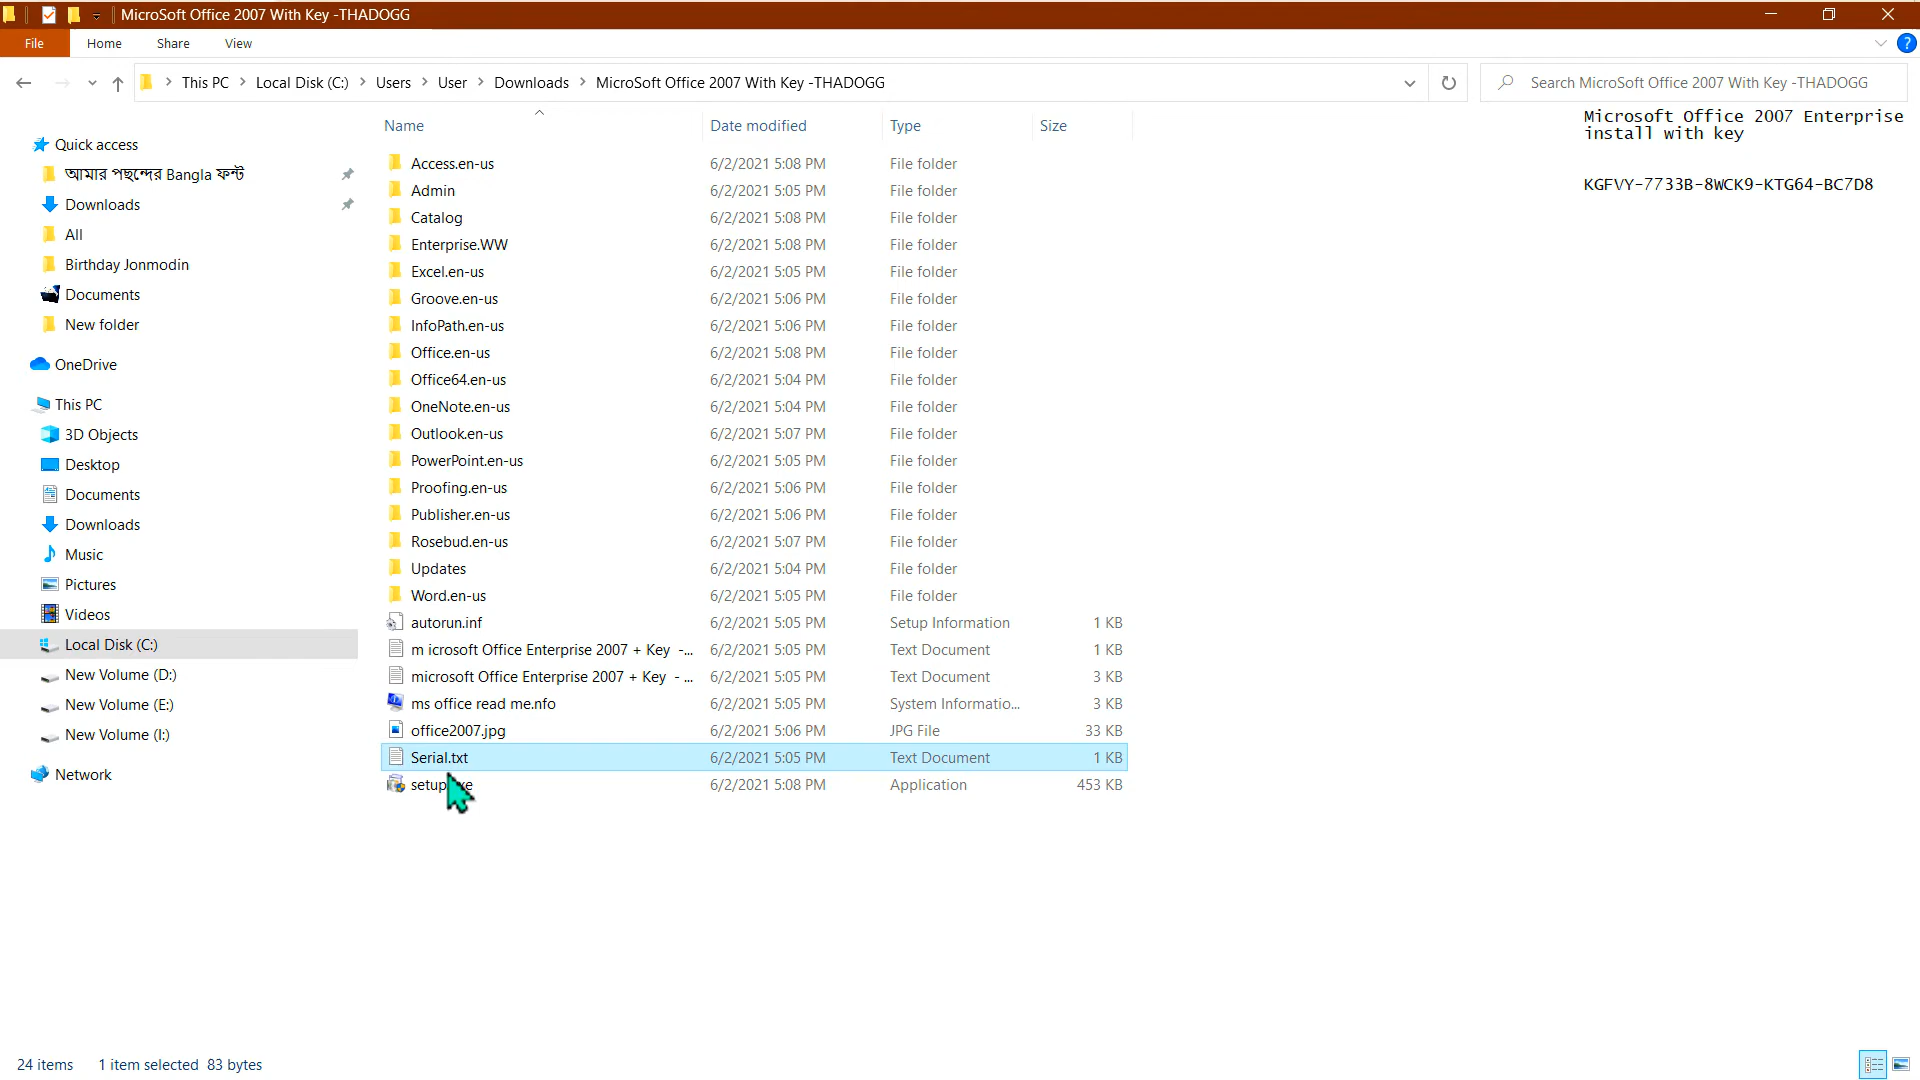 MicroSoft Office 2007 With Key -THADOGG
File Home Share View
This PC Local Disk (C:) Users User Downloads MicroSoft Office 2007 With Key -THADOGG
Search MicroSoft Office 2007 With Key -THADOGG
Name Date modified Type Size
Quick access
আমার পছন্দের Bangla ফন্ট
Downloads
All
Birthday Jonmodin
Documents
New folder
OneDrive
This PC
3D Objects
Desktop
Documents
Downloads
Music
Pictures
Videos
Local Disk (C:)
New Volume (D:)
New Volume (E:)
New Volume (I:)
Network
Access.en-us 6/2/2021 5:08 PM File folder
Admin 6/2/2021 5:05 PM File folder
Catalog 6/2/2021 5:08 PM File folder
Enterprise.WW 6/2/2021 5:08 PM File folder
Excel.en-us 6/2/2021 5:05 PM File folder
Groove.en-us 6/2/2021 5:06 PM File folder
InfoPath.en-us 6/2/2021 5:06 PM File folder
Office.en-us 6/2/2021 5:08 PM File folder
Office64.en-us 6/2/2021 5:04 PM File folder
OneNote.en-us 6/2/2021 5:04 PM File folder
Outlook.en-us 6/2/2021 5:07 PM File folder
PowerPoint.en-us 6/2/2021 5:05 PM File folder
Proofing.en-us 6/2/2021 5:06 PM File folder
Publisher.en-us 6/2/2021 5:06 PM File folder
Rosebud.en-us 6/2/2021 5:07 PM File folder
Updates 6/2/2021 5:04 PM File folder
Word.en-us 6/2/2021 5:05 PM File folder
autorun.inf 6/2/2021 5:05 PM Setup Information 1 KB
m icrosoft Office Enterprise 2007 + Key -... 6/2/2021 5:05 PM Text Document 1 KB
microsoft Office Enterprise 2007 + Key - ... 6/2/2021 5:05 PM Text Document 3 KB
ms office read me.nfo 6/2/2021 5:05 PM System Informatio... 3 KB
office2007.jpg 6/2/2021 5:06 PM JPG File 33 KB
Serial.txt 6/2/2021 5:05 PM Text Document 1 KB
6/2/2021 5:08 PM Application 453 KB
Microsoft Office 2007 Enterprise
install with key
KGFVY-7733B-8WCK9-KTG64-BC7D8
24 items 1 item selected 83 bytes